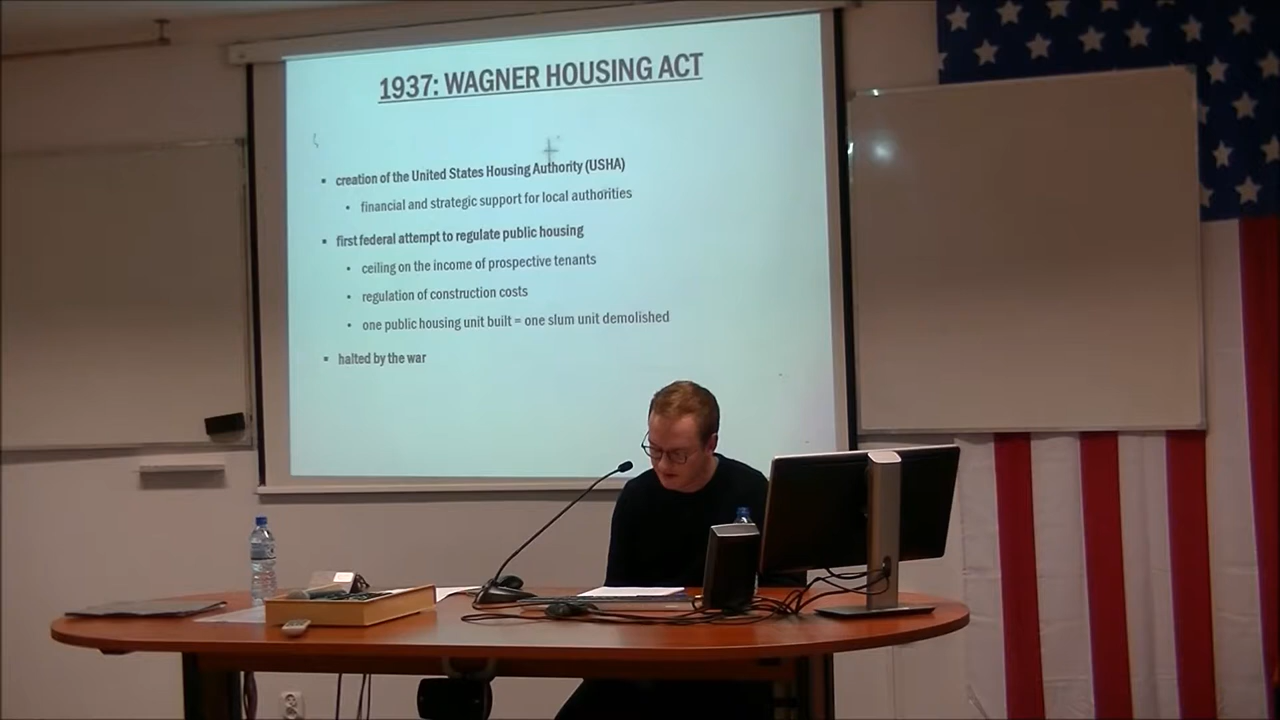 1937: WAGNER HOUSING ACT
▪ creation of the United States Housing Authority (USHA)
• financial and strategic support for local authorities
▪ first federal attempt to regulate public housing
• ceiling on the income of prospective tenants
• regulation of construction costs
• one public housing unit built = one slum unit demolished
▪ halted by the war